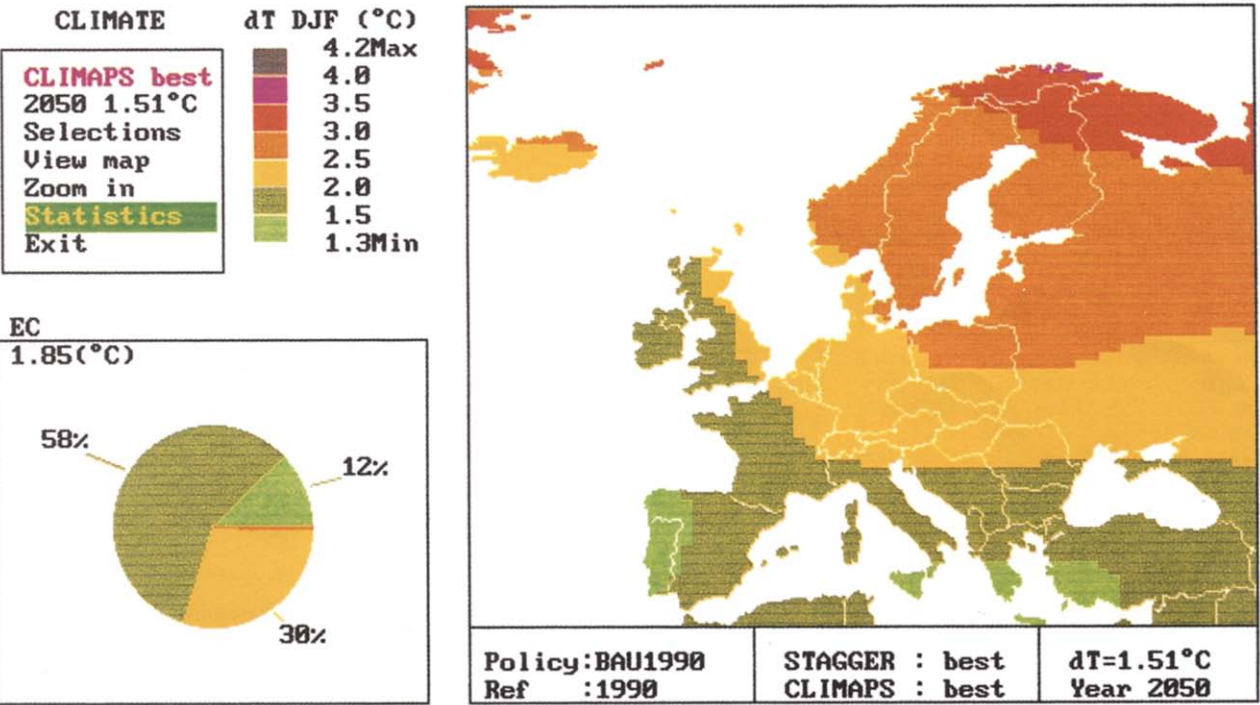 CLIMATE
CLIMAPS best
2050 1.51°C
Selections
View map
Zoom in
Statistics
Exit
dT DJF (°C)
4.2Max
4.0
3.5
3.0
2.5
2.0
1.5
1.3Min
EC
1.85(°C)
58%
12%
30%
Policy:BAU1990
Ref :1990
STAGGER : best
CLIMAPS : best
dT=1.51°C
Year 2050